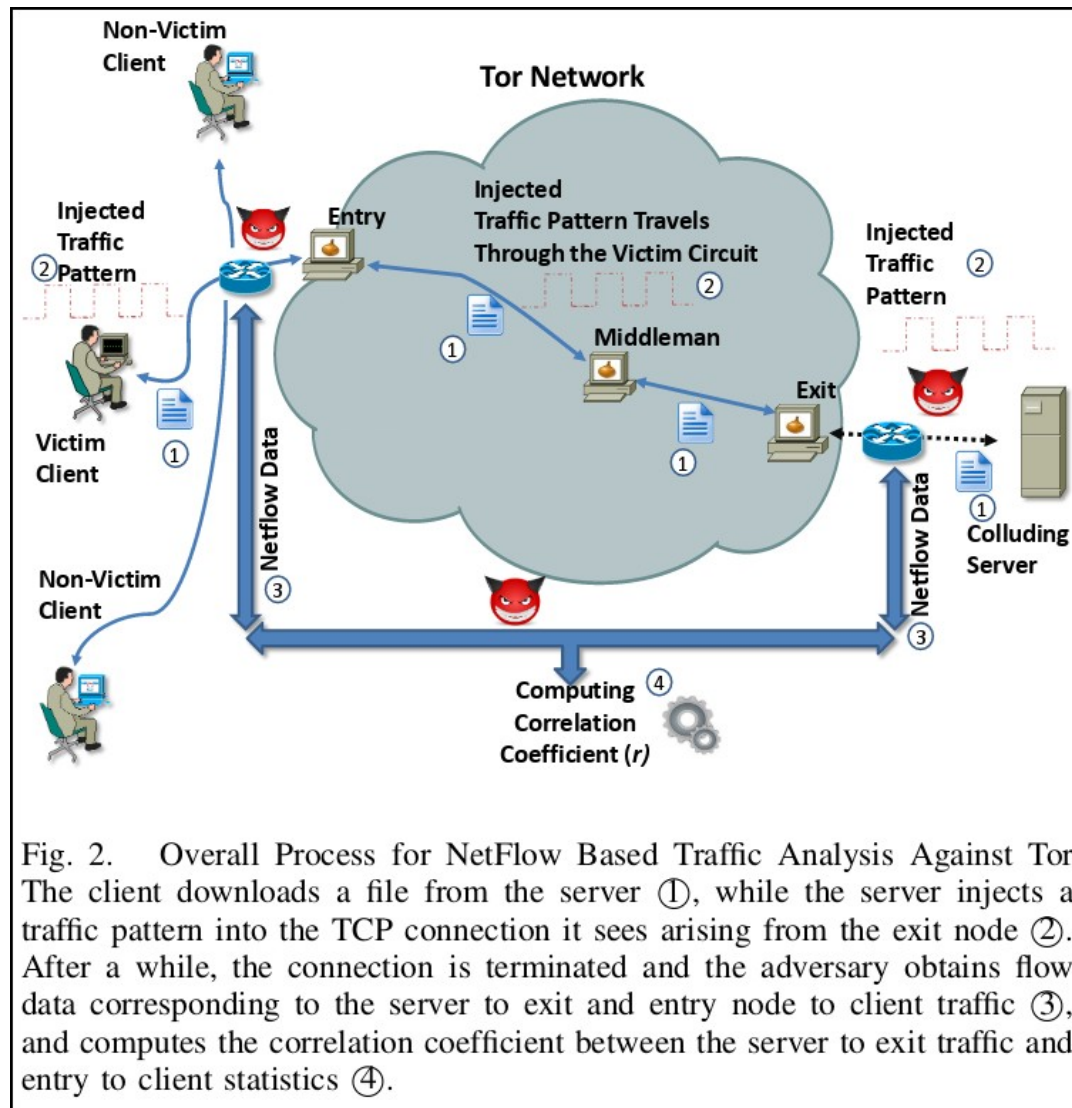 Non-Victim
Client
Tor Network
Injected
Traffic
Pattern
②
Entry
Injected
Traffic Pattern Travels
Through the Victim Circuit
②
①
Middleman
①
Exit
Injected
Traffic
Pattern
②
Victim
Client
①
①
Colluding
Server
Non-Victim
Client
Netflow Data
③
Netflow Data
③
Computing
Correlation
Coefficient (r)
④
Fig. 2. Overall Process for NetFlow Based Traffic Analysis Against Tor
The client downloads a file from the server ①, while the server injects a
traffic pattern into the TCP connection it sees arising from the exit node ②.
After a while, the connection is terminated and the adversary obtains flow
data corresponding to the server to exit and entry node to client traffic ③,
and computes the correlation coefficient between the server to exit traffic and
entry to client statistics ④.